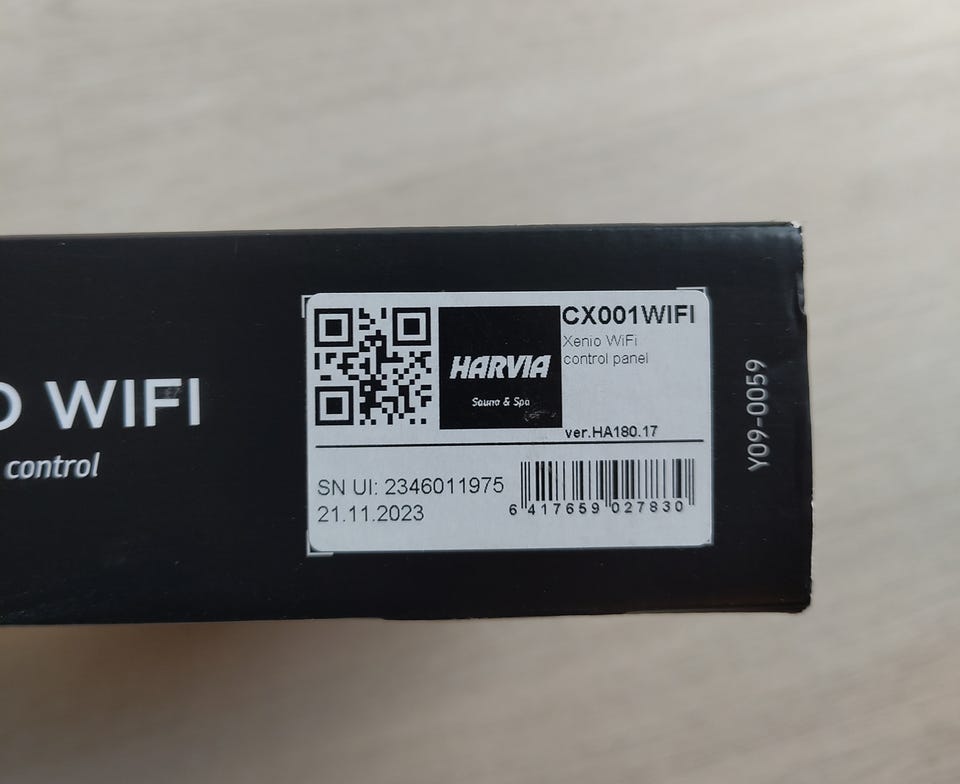 O WIFI
control
HARVIA
Sauna & Spa
CX001WIFI
Xenio WiFi
control panel
ver.HA180.17
SN UI: 2346011975
21.11.2023
6 417659 027830
Y09-0059